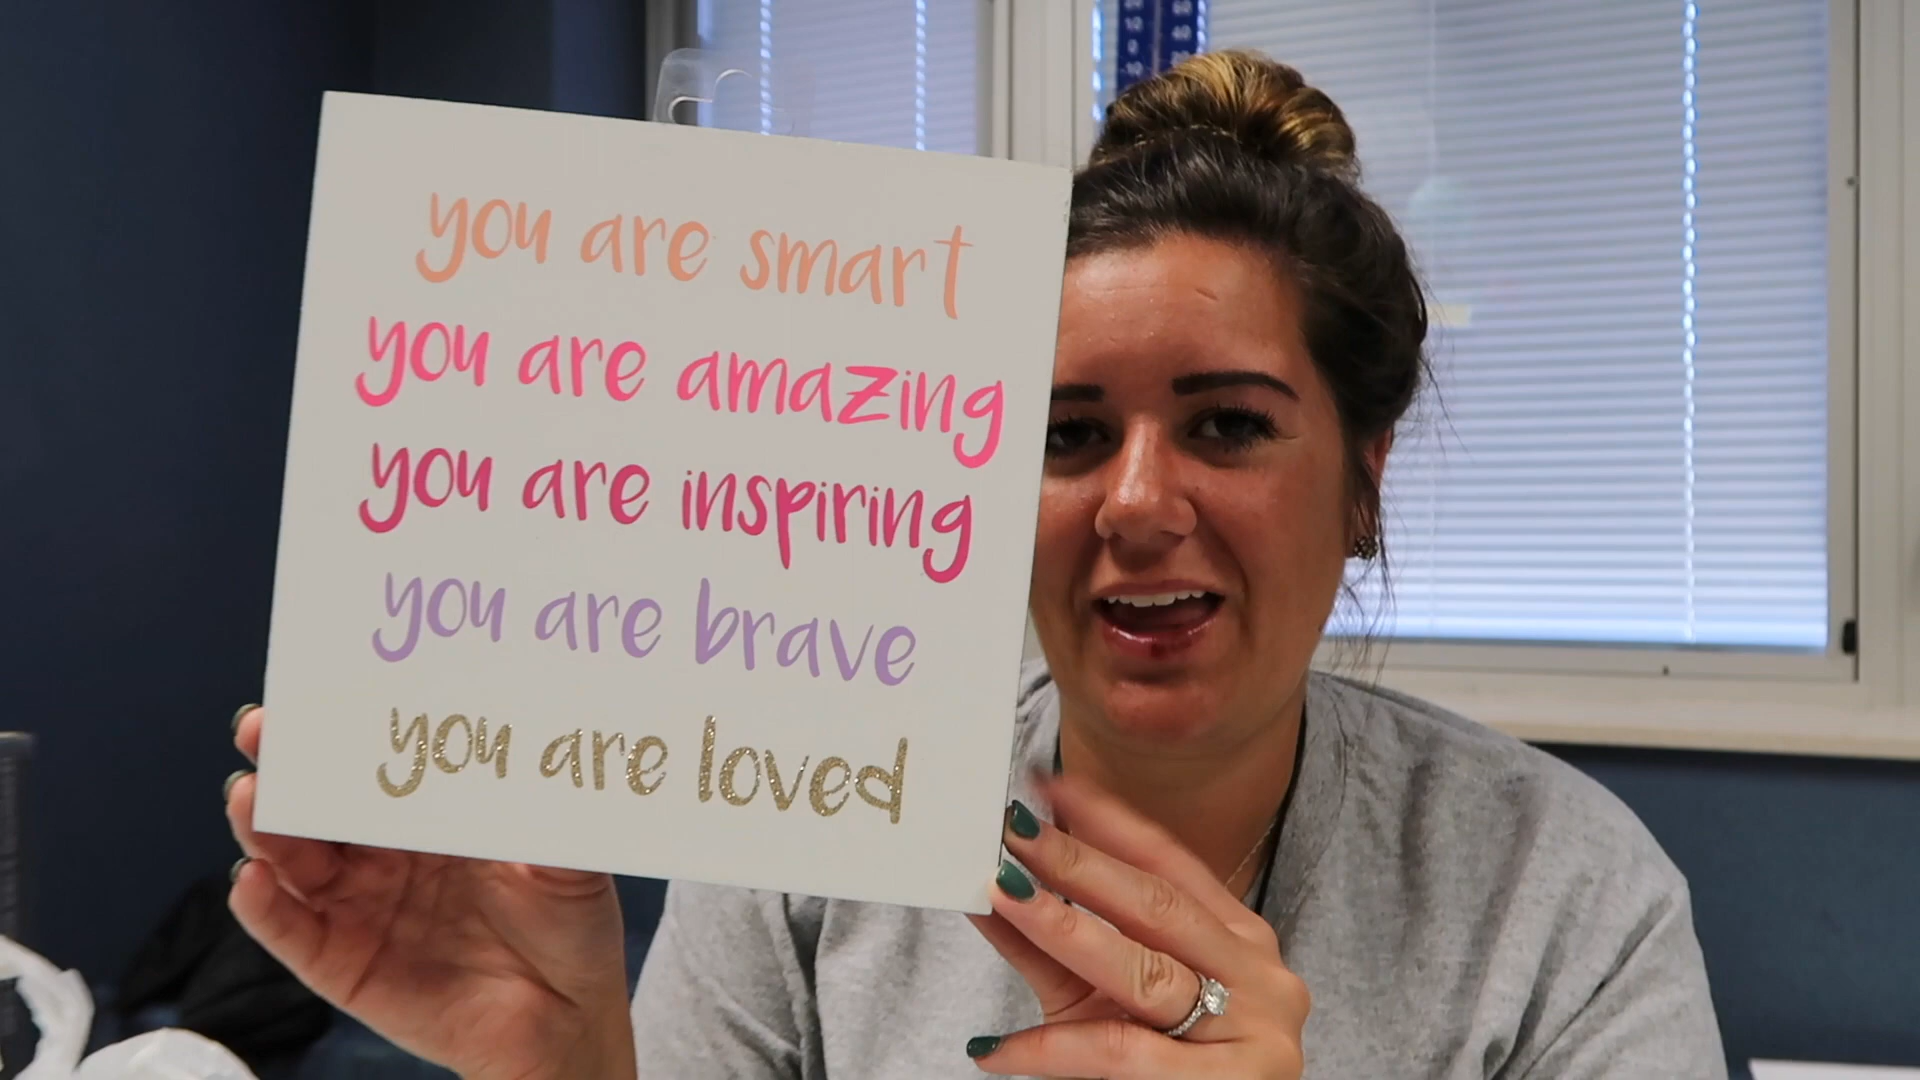 you are smart
you are amazing
you are inspiring
you are brave
you are loved